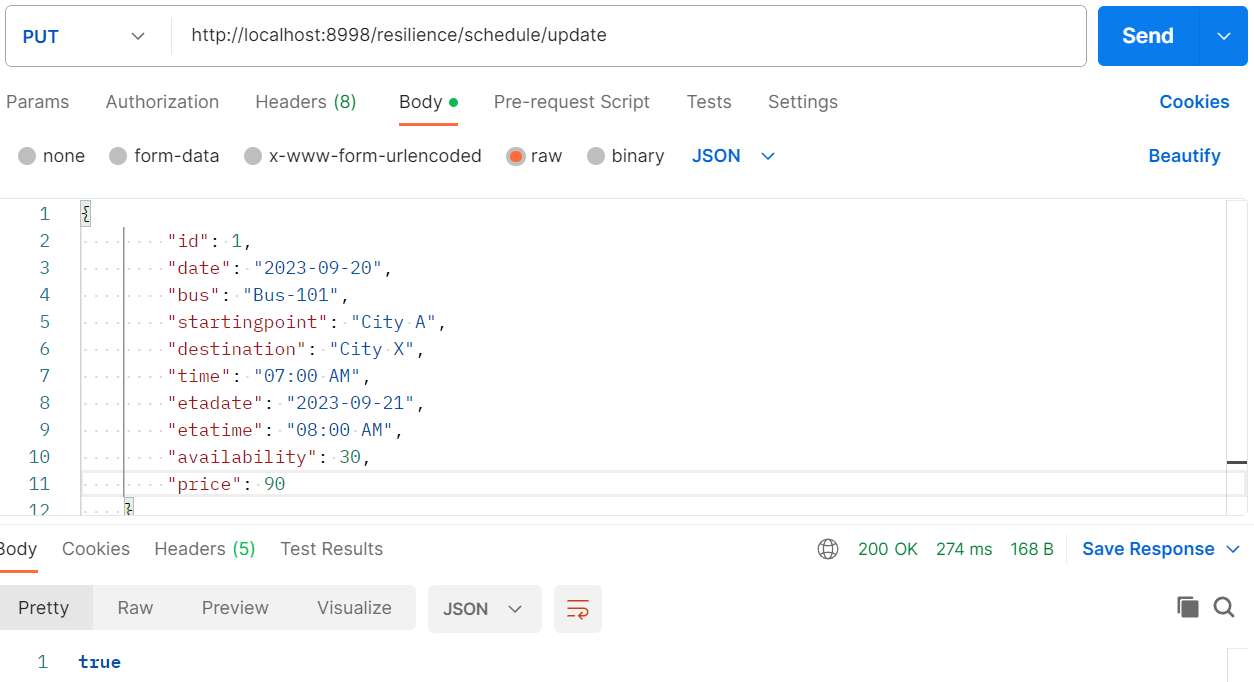 PUT http://localhost:8998/resilience/schedule/update Send
Params Authorization Headers (8) Body Pre-request Script Tests Settings Cookies
none form-data x-www-form-urlencoded raw binary JSON Beautify
1 {
2 "id": 1,
3 "date": "2023-09-20",
4 "bus": "Bus-101",
5 "startingpoint": "City A",
6 "destination": "City X",
7 "time": "07:00 AM",
8 "etadate": "2023-09-21",
9 "etatime": "08:00 AM",
10 "availability": 30,
11 "price": 90
12 }
Body Cookies Headers (5) Test Results 200 OK 274 ms 168 B Save Response
Pretty Raw Preview Visualize JSON
1 true